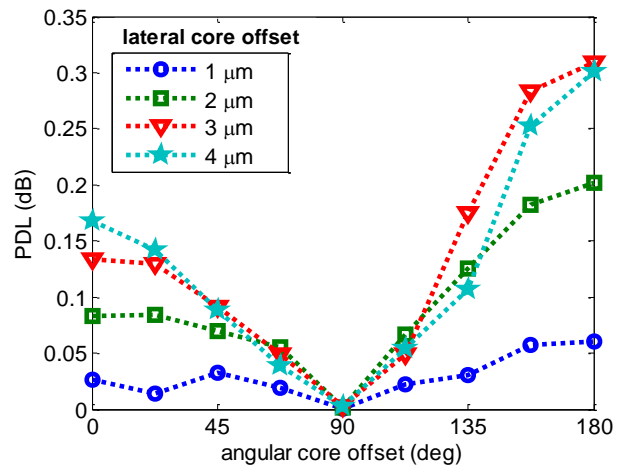 0.35
0.3
0.25
0.2
0.15
0.1
0.05
0
PDL (dB)
lateral core offset
1 μm
2 μm
3 μm
4 μm
0 45 90 135 180
angular core offset (deg)